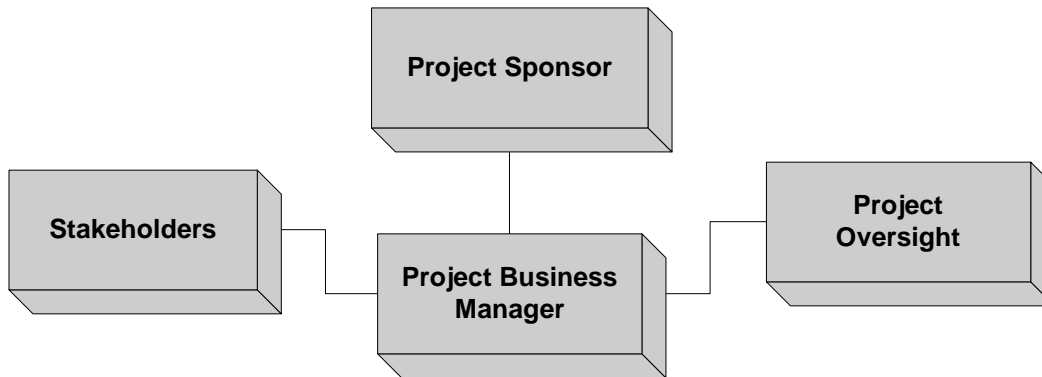 Project Sponsor
Stakeholders
Project
Oversight
Project Business
Manager